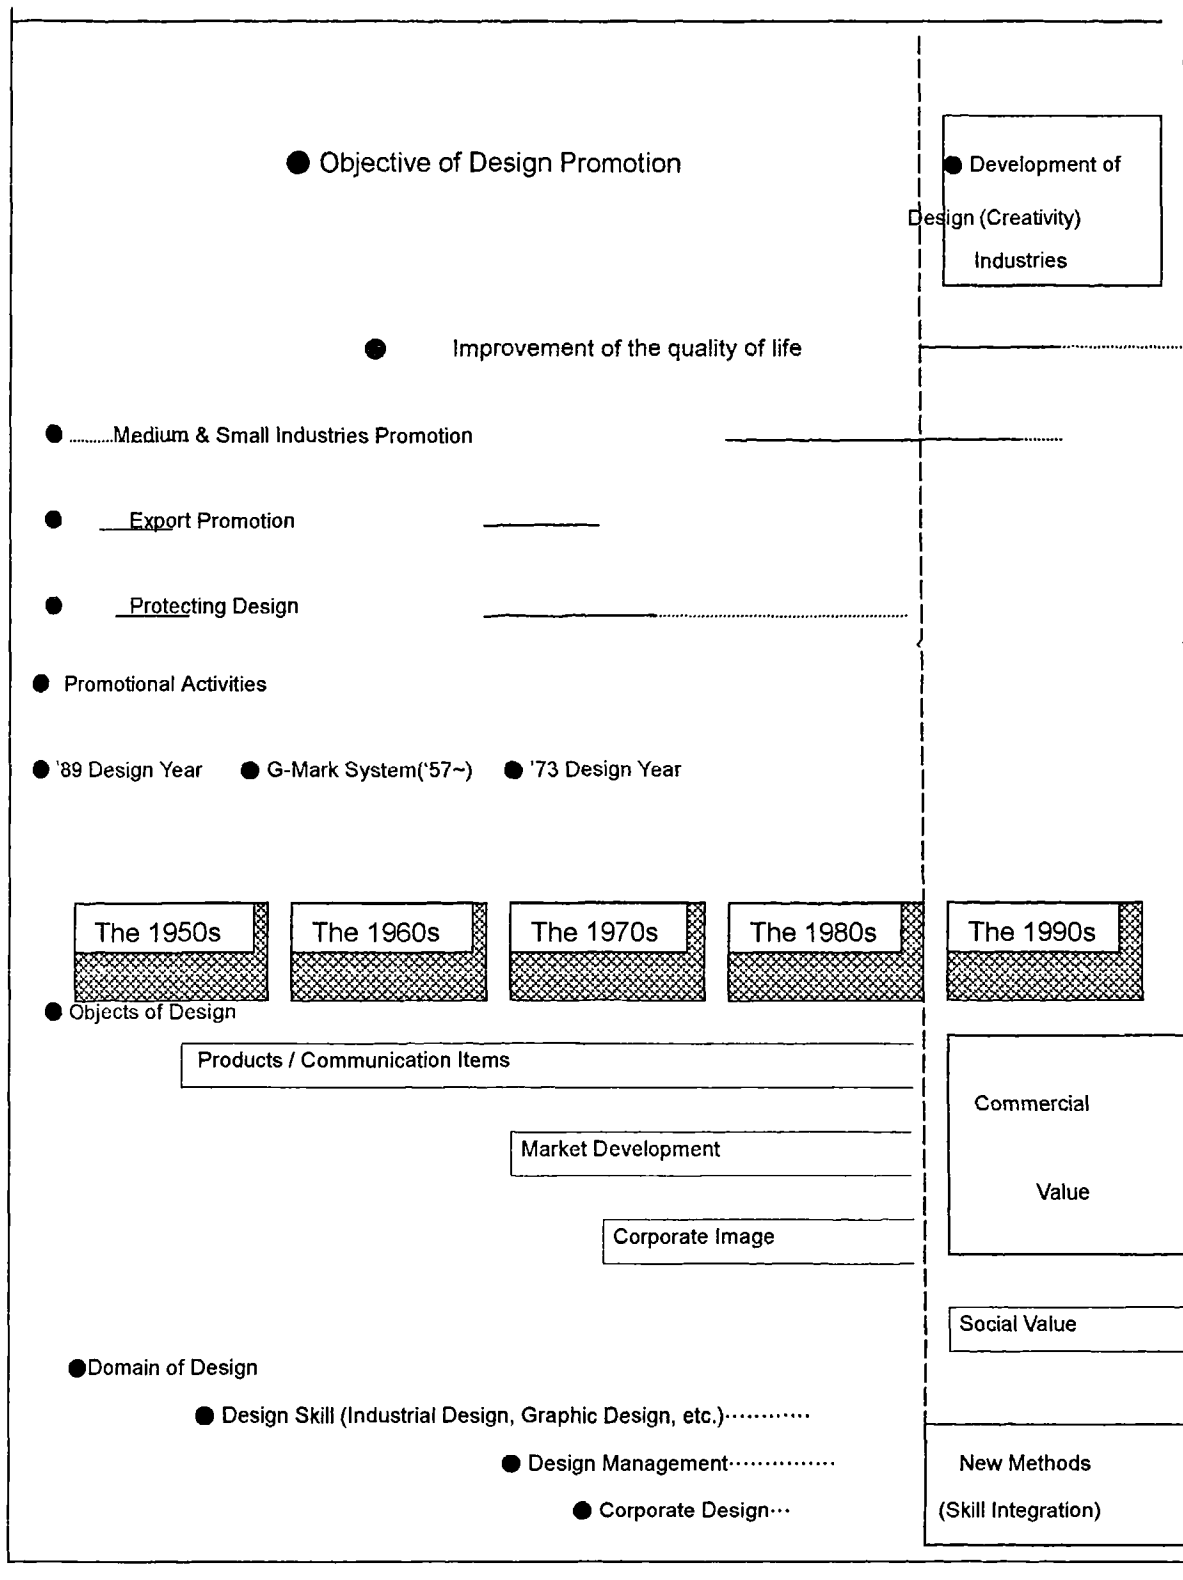 ● Objective of Design Promotion
● Development of
Design (Creativity)
Industries
● Improvement of the quality of life
● ..........Medium & Small Industries Promotion
● Export Promotion
● Protecting Design
● Promotional Activities
● '89 Design Year ● G-Mark System('57~) ● '73 Design Year
The 1950s The 1960s The 1970s The 1980s The 1990s
● Objects of Design
Products / Communication Items
Commercial
Market Development
Value
Corporate Image
Social Value
●Domain of Design
● Design Skill (Industrial Design, Graphic Design, etc.)············
● Design Management···············
New Methods
● Corporate Design···
(Skill Integration)